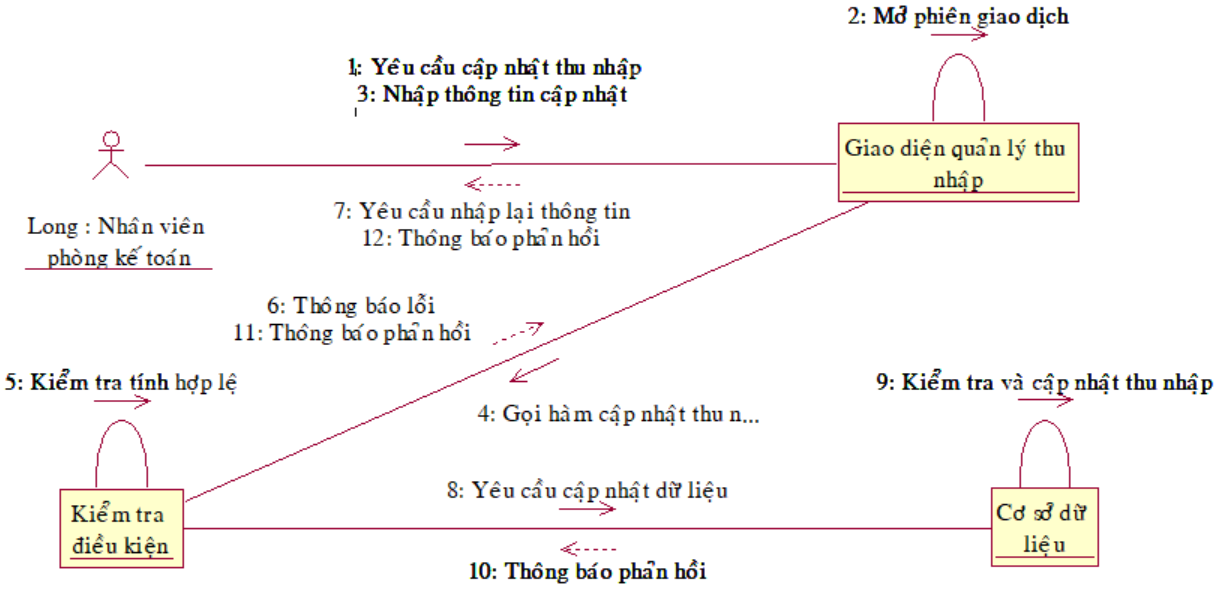 2: Mở phiên giao dịch
1: Yêu cầu cập nhật thu nhập
3: Nhập thông tin cập nhật
Giao diện quản lý thu
nhập
7: Yêu cầu nhập lại thông tin
12: Thông báo phản hồi
Long : Nhân viên
phòng kế toán
6: Thông báo lỗi
11: Thông báo phản hồi
5: Kiểm tra tính hợp lệ
9: Kiểm tra và cập nhật thu nhập
4: Gọi hàm cập nhật thu n...
8: Yêu cầu cập nhật dữ liệu
Kiểm tra
điều kiện
Cơ sở dữ
liệu
10: Thông báo phản hồi